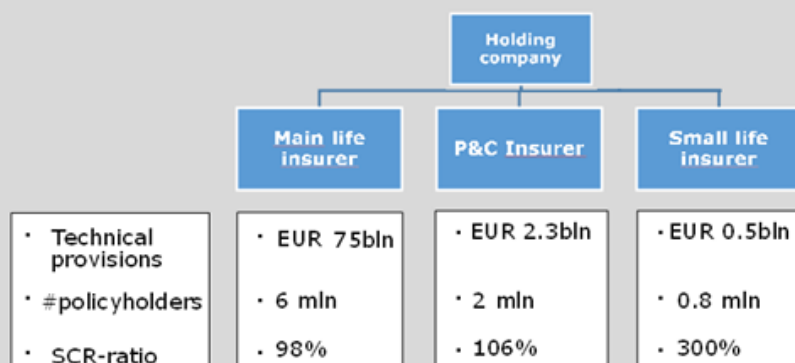 Holding
company
Main life
insurer
P&C Insurer
Small life
insurer
· Technical
provisions
· EUR 75bln
· EUR 2.3bln
· EUR 0.5bln
· #policyholders
· 6 mln
· 2 mln
· 0.8 mln
· SCR-ratio
· 98%
· 106%
· 300%